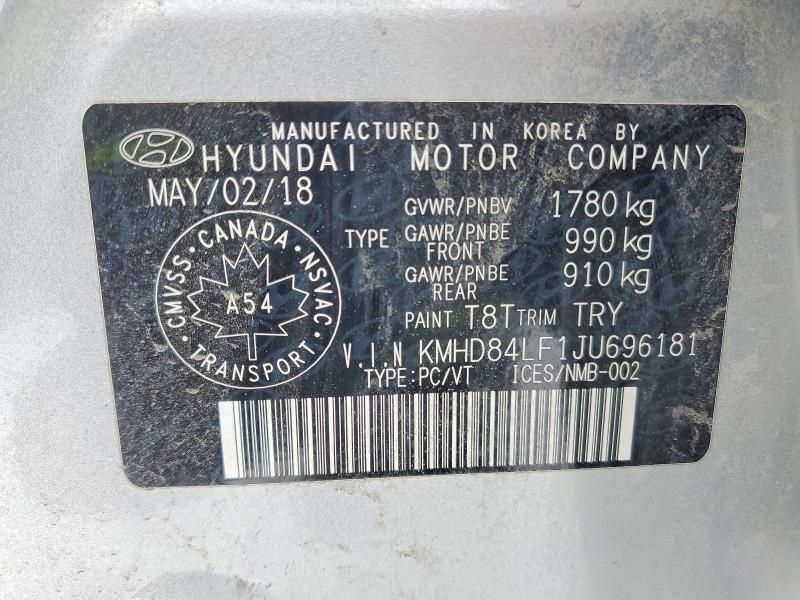 MANUFACTURED IN KOREA BY
HYUNDAI MOTOR COMPANY
MAY/02/18
GVWR/PNBV 1780 kg
TYPE GAWR/PNBE FRONT 990 kg
GAWR/PNBE REAR 910 kg
PAINT T8T TRIM TRY
CANADA
CMVSS
NSVAC
A54
TRANSPORT
V.I.N KMHD84LF1JU696181
TYPE:PC/VT ICES/NMB-002